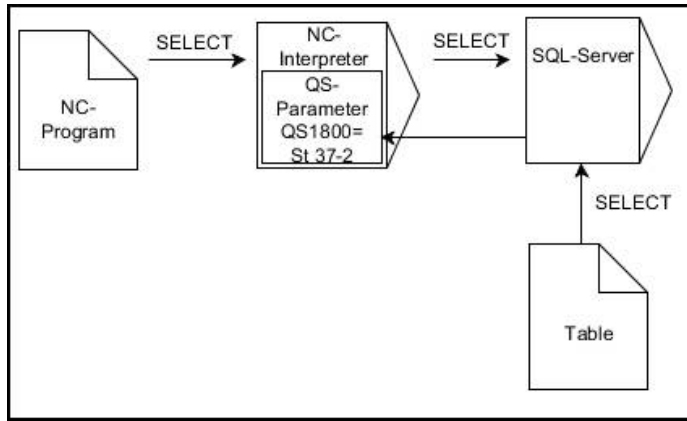 NC-
Program
SELECT
NC-
Interpreter
QS-
Parameter
QS1800=
St 37-2
SELECT
SQL-Server
SELECT
Table